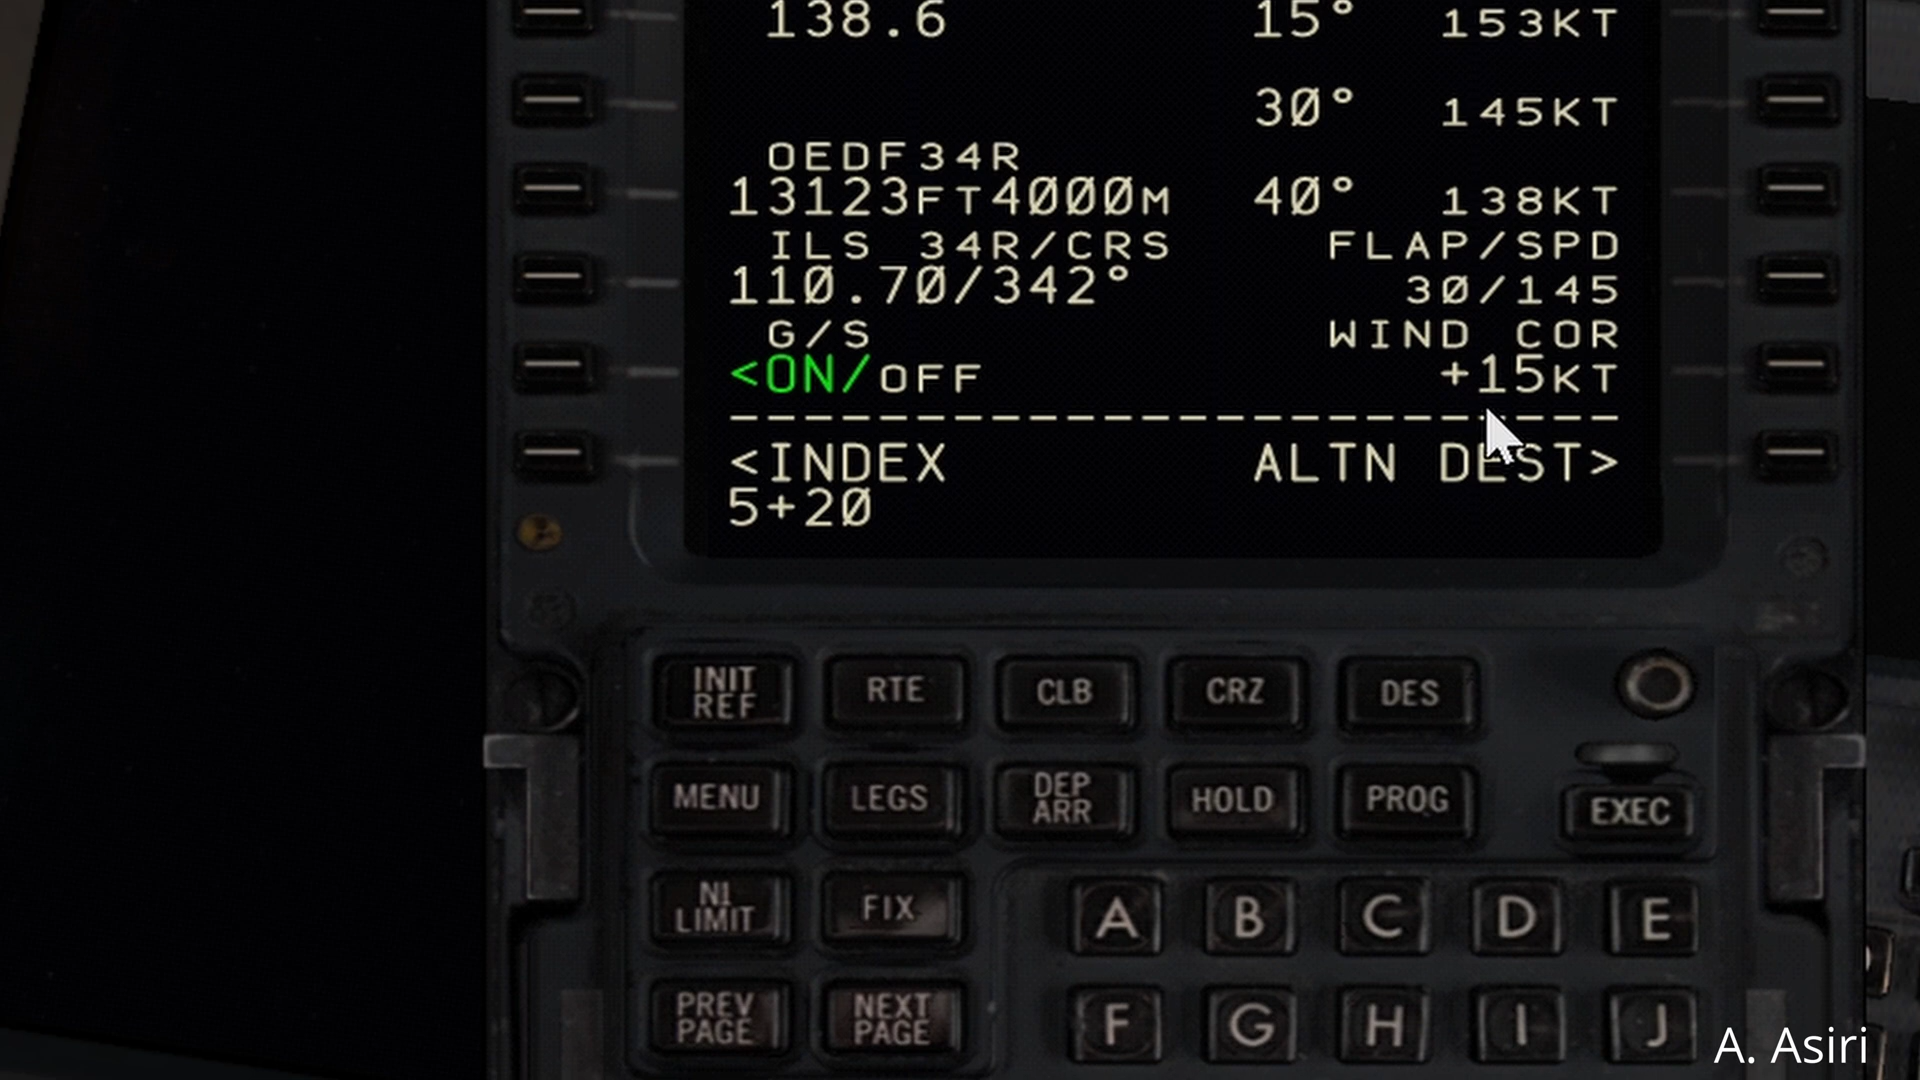 138.6 15° 153KT
30° 145KT
OEDF34R
13123FT4000M 40° 138KT
ILS 34R/CRS FLAP/SPD
110.70/342° 30/145
G/S WIND COR
<ON/OFF +15KT
--------------------------
<INDEX ALTN DEST>
5+20
INIT REF RTE CLB CRZ DES
MENU LEGS DEP ARR HOLD PROG EXEC
N1 LIMIT FIX A B C D E
PREV PAGE NEXT PAGE F G H I J
A. Asiri